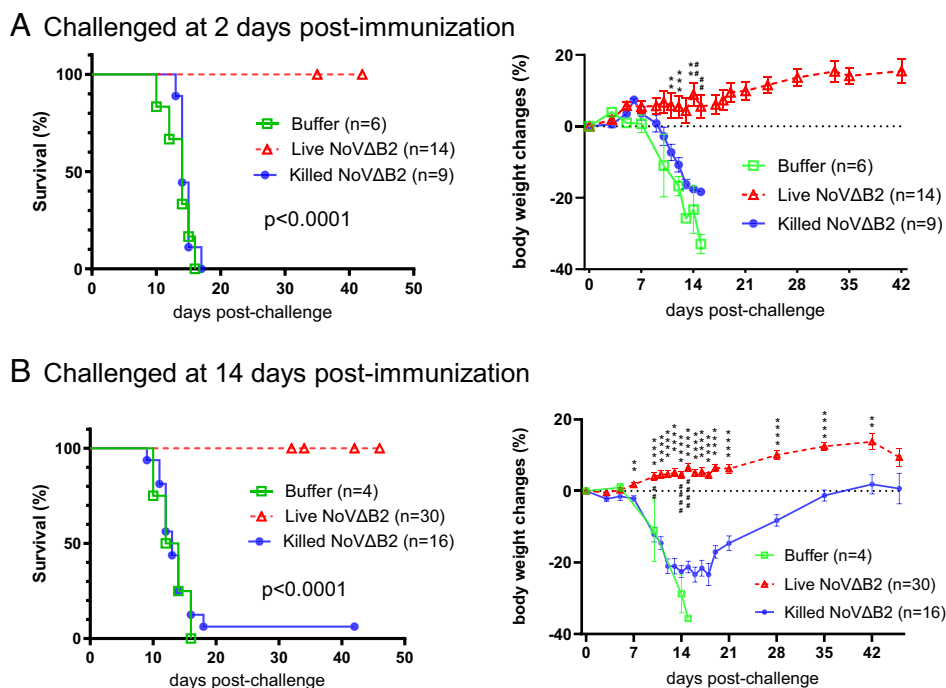 A Challenged at 2 days post-immunization
Survival (%)
100
50
0
0 10 20 30 40 50
days post-challenge
Buffer (n=6)
Live NoVΔB2 (n=14)
Killed NoVΔB2 (n=9)
p<0.0001
body weight changes (%)
20
0
-20
-40
0 7 14 21 28 35 42
days post-challenge
Buffer (n=6)
Live NoVΔB2 (n=14)
Killed NoVΔB2 (n=9)
B Challenged at 14 days post-immunization
Survival (%)
100
50
0
0 10 20 30 40 50
days post-challenge
Buffer (n=4)
Live NoVΔB2 (n=30)
Killed NoVΔB2 (n=16)
p<0.0001
body weight changes (%)
20
0
-20
-40
0 7 14 21 28 35 42
days post-challenge
Buffer (n=4)
Live NoVΔB2 (n=30)
Killed NoVΔB2 (n=16)